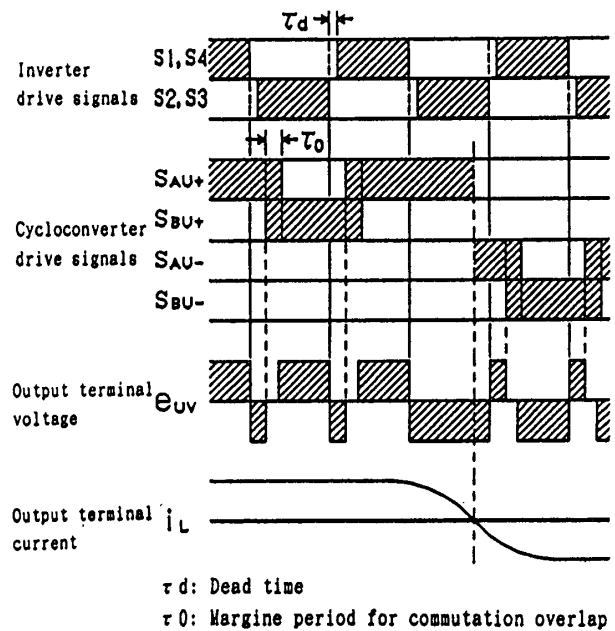 τd
Inverter
drive signals
S1,S4
S2,S3
τ0
Cycloconverter
drive signals
SAU+
SBU+
SAU-
SBU-
Output terminal
voltage
eUV
Output terminal
current
iL
τd: Dead time
τ0: Margine period for commutation overlap